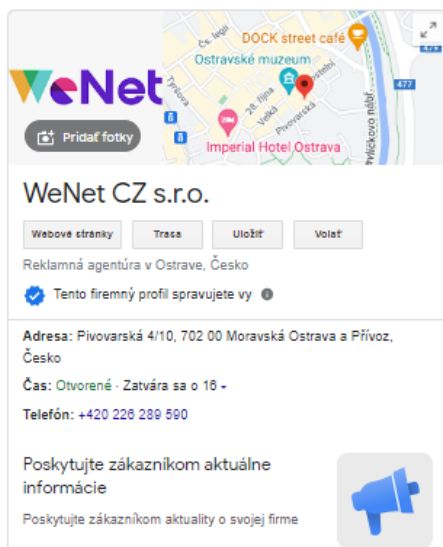 Čs. legií
DOCK street café
Ostravské muzeum
477
Tyršova
28. října
Velká
Pivovarská
Imperial Hotel Ostrava
WeNet
Pridať fotky
WeNet CZ s.r.o.
Webové stránky Trasa Uložiť Volať
Reklamná agentúra v Ostrave, Česko
Tento firemný profil spravujete vy
Adresa: Pivovarská 4/10, 702 00 Moravská Ostrava a Přívoz,
Česko
Čas: Otvorené · Zatvára sa o 16
Telefón: +420 226 289 590
Poskytujte zákazníkom aktuálne
informácie
Poskytujte zákazníkom aktuality o svojej firme